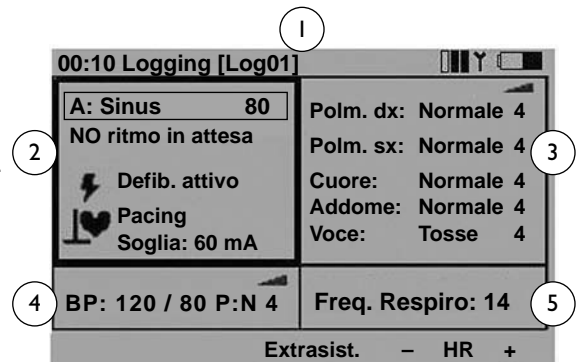 1
00:10 Logging [Log01]
A: Sinus 80
NO ritmo in attesa
Defib. attivo
Pacing
Soglia: 60 mA
2
Polm. dx: Normale 4
Polm. sx: Normale 4
Cuore: Normale 4
Addome: Normale 4
Voce: Tosse 4
3
4
BP: 120 / 80 P:N 4
Freq. Respiro: 14
5
Extrasist. – HR +